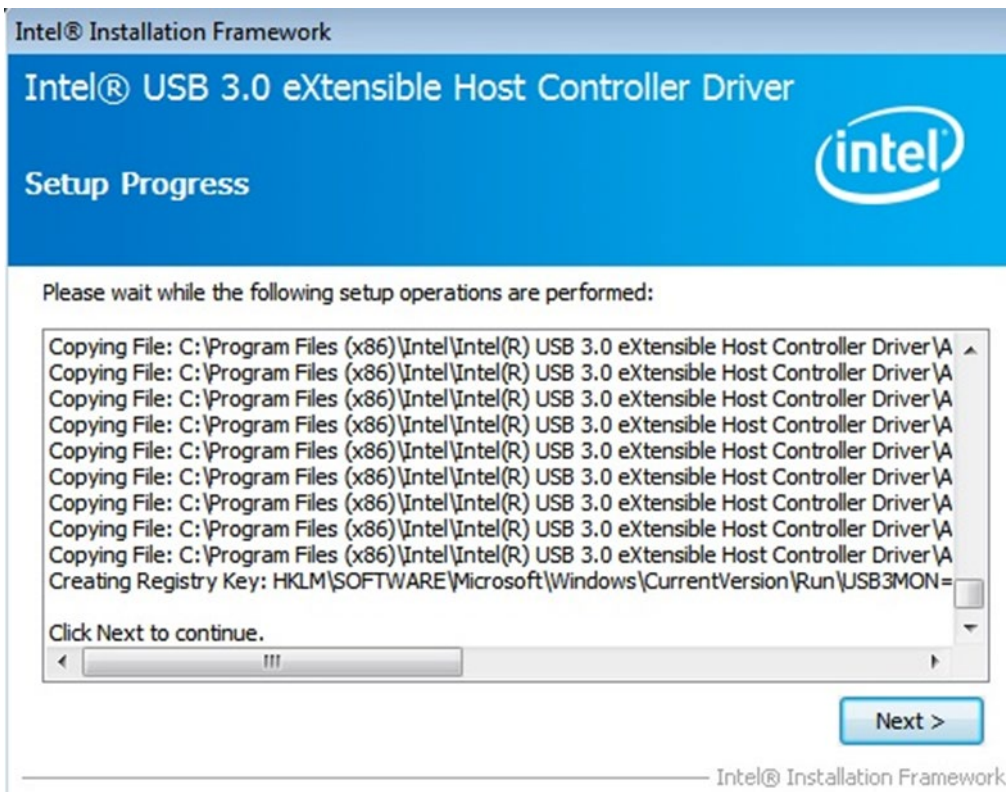 Intel® Installation Framework
Intel® USB 3.0 eXtensible Host Controller Driver
intel
Setup Progress
Please wait while the following setup operations are performed:
Copying File: C:\Program Files (x86)\Intel\Intel(R) USB 3.0 eXtensible Host Controller Driver\A
Copying File: C:\Program Files (x86)\Intel\Intel(R) USB 3.0 eXtensible Host Controller Driver\A
Copying File: C:\Program Files (x86)\Intel\Intel(R) USB 3.0 eXtensible Host Controller Driver\A
Copying File: C:\Program Files (x86)\Intel\Intel(R) USB 3.0 eXtensible Host Controller Driver\A
Copying File: C:\Program Files (x86)\Intel\Intel(R) USB 3.0 eXtensible Host Controller Driver\A
Copying File: C:\Program Files (x86)\Intel\Intel(R) USB 3.0 eXtensible Host Controller Driver\A
Copying File: C:\Program Files (x86)\Intel\Intel(R) USB 3.0 eXtensible Host Controller Driver\A
Copying File: C:\Program Files (x86)\Intel\Intel(R) USB 3.0 eXtensible Host Controller Driver\A
Copying File: C:\Program Files (x86)\Intel\Intel(R) USB 3.0 eXtensible Host Controller Driver\A
Creating Registry Key: HKLM\SOFTWARE\Microsoft\Windows\CurrentVersion\Run\USB3MON=
Click Next to continue.
Next >
Intel® Installation Framework